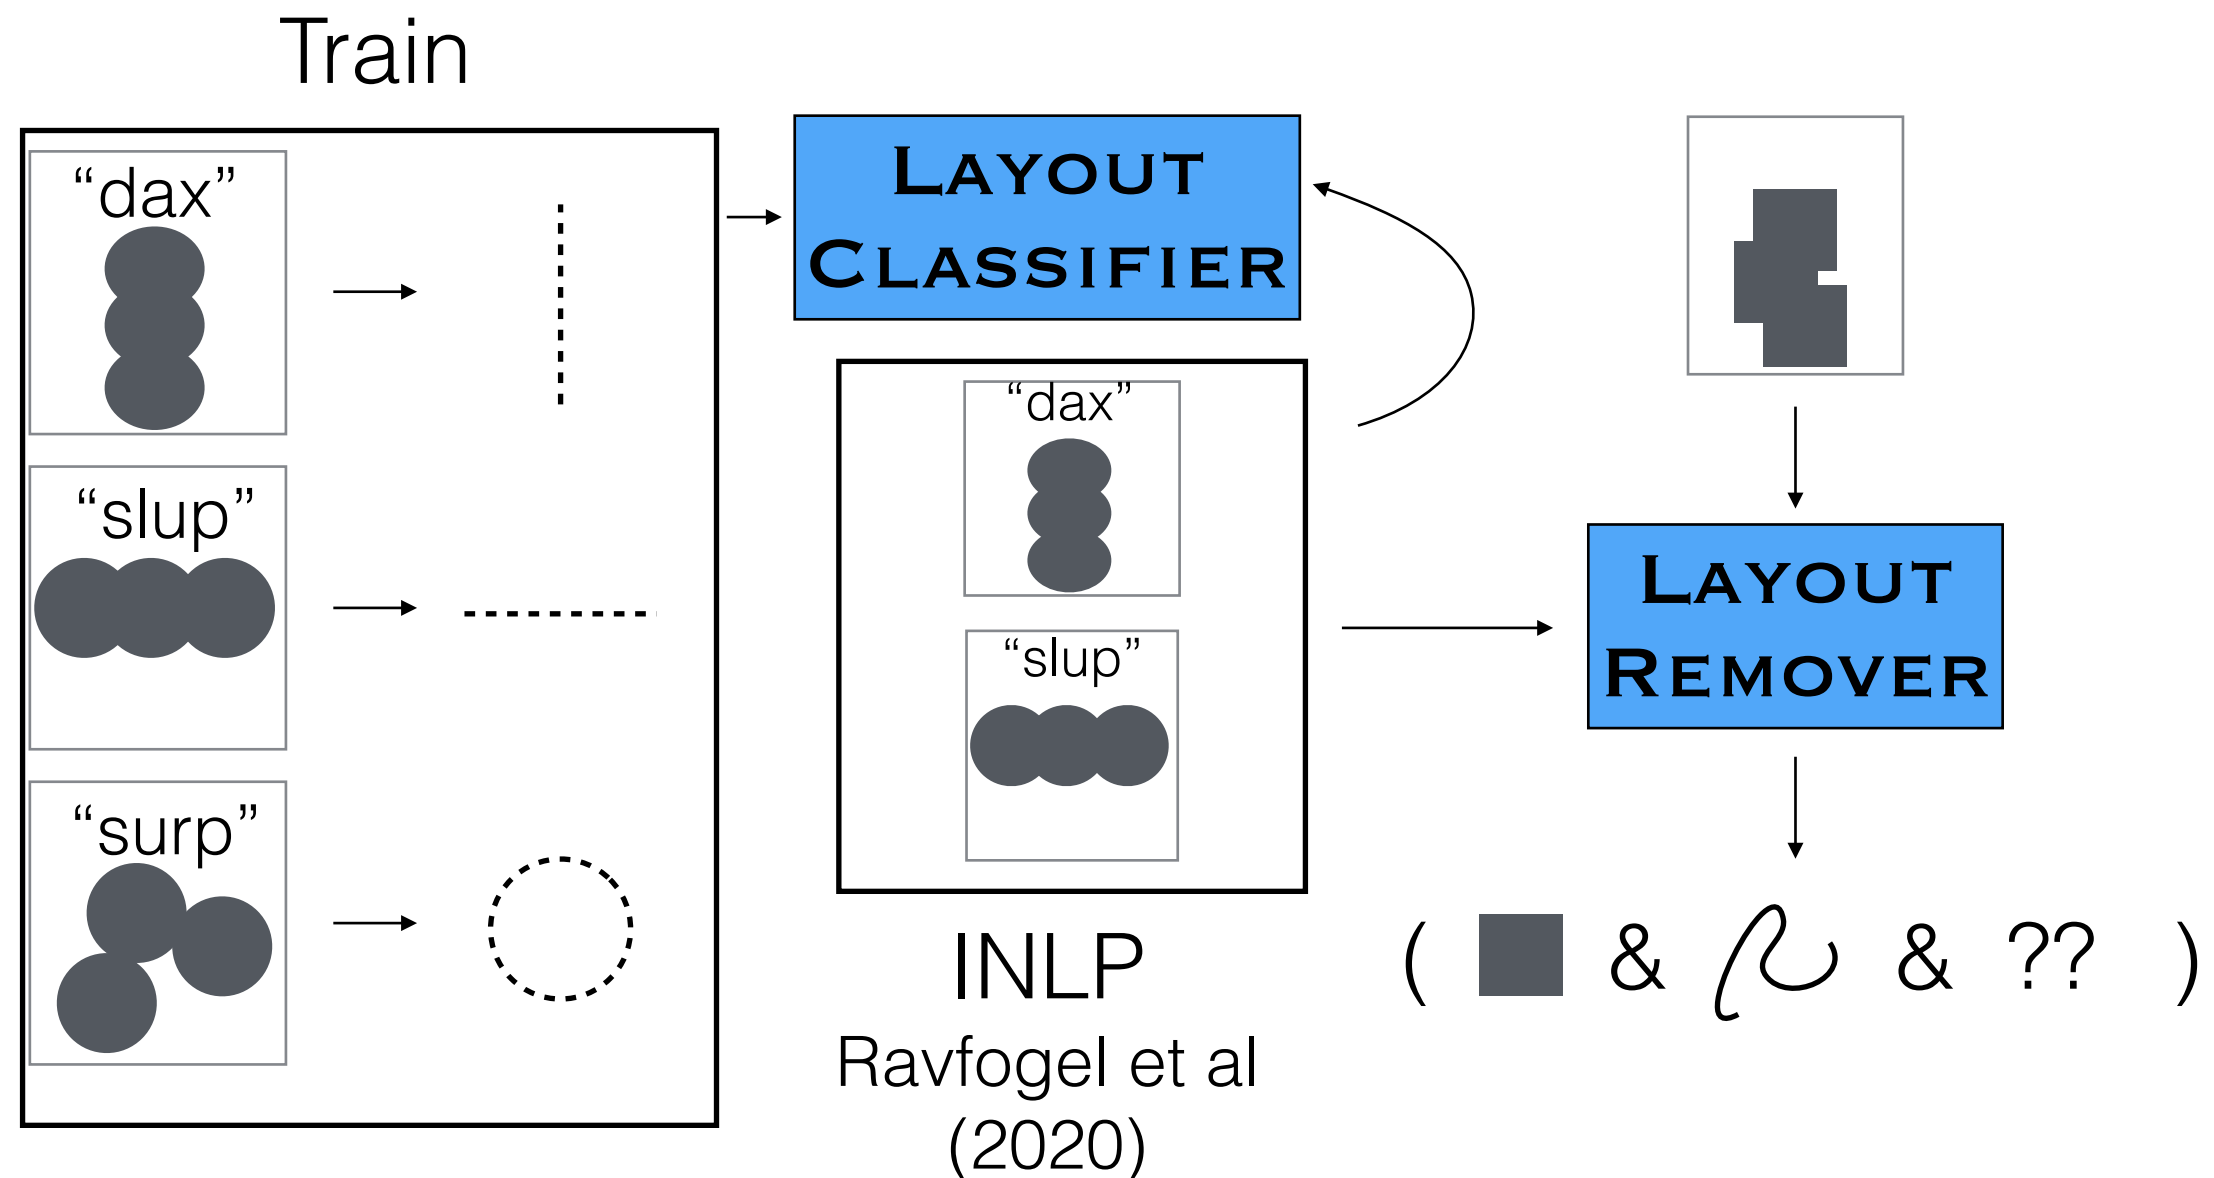 Train
“dax”
“slup”
“surp”
LAYOUT
CLASSIFIER
“dax”
“slup”
INLP
Ravfogel et al
(2020)
LAYOUT
REMOVER
( & & ?? )